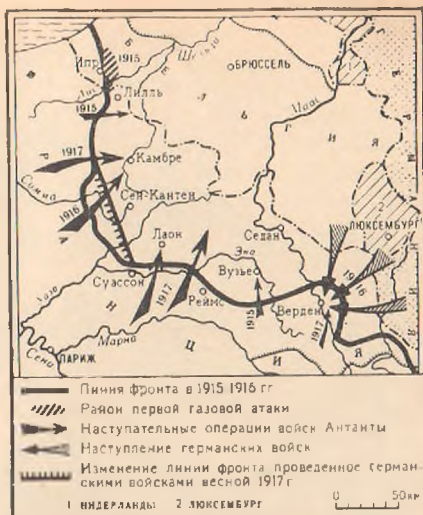 Ипр
1915
БРЮССЕЛЬ
Лилль
1915
1917
Камбре
Сомма
1916
Сен-Кантен
Лаон
Эна
Седан
ЛЮКСЕМБУРГ
Вузье
Суассон
Уаза
Реймс
1917
1915
Верден
1917
1916
Марна
Сена
ПАРИЖ
Маас
Шельда
Линия фронта в 1915 1916 гг
Район первой газовой атаки
Наступательные операции войск Антанты
Наступление германских войск
Изменение линии фронта проведенное герман-
скими войсками весной 1917 г
1 НИДЕРЛАНДЫ 2 ЛЮКСЕМБУРГ 0 50 км